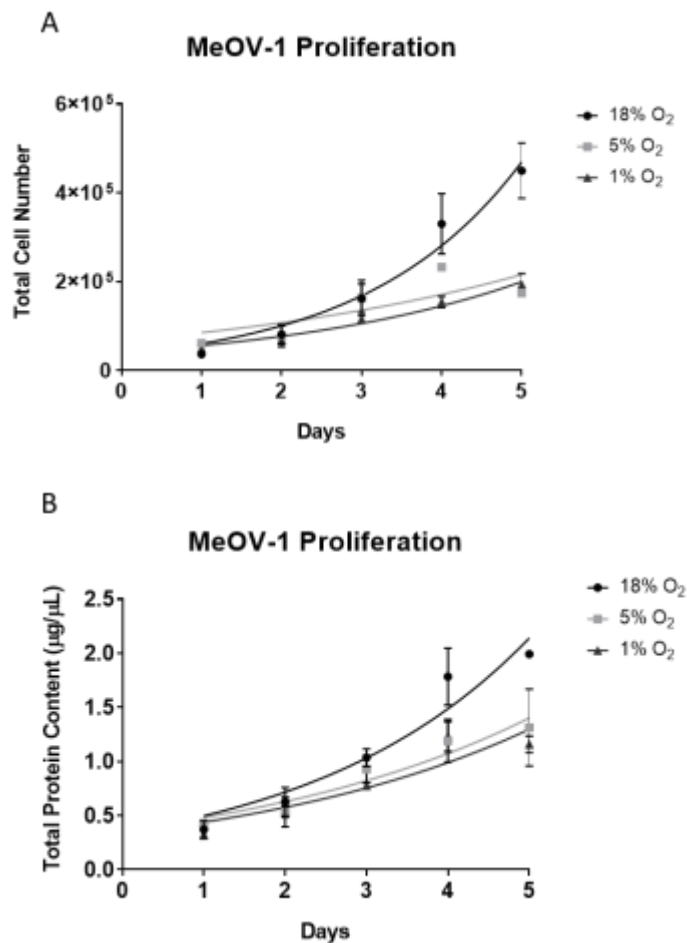 A
MeOV-1 Proliferation
6×10⁵
4×10⁵
2×10⁵
0
Total Cell Number
0 1 2 3 4 5
Days
18% O₂
5% O₂
1% O₂
B
MeOV-1 Proliferation
2.5
2.0
1.5
1.0
0.5
0.0
Total Protein Content (µg/µL)
0 1 2 3 4 5
Days
18% O₂
5% O₂
1% O₂